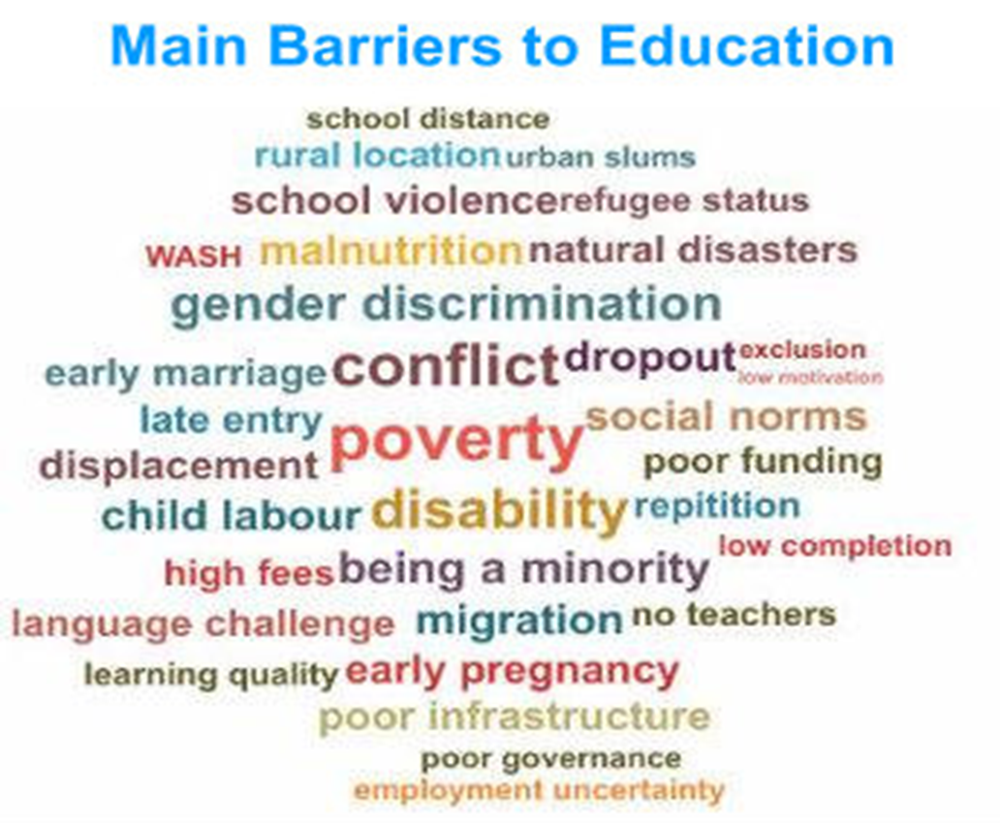 Main Barriers to Education
school distance
rural location urban slums
school violence refugee status
WASH malnutrition natural disasters
gender discrimination
early marriage conflict dropout exclusion
low motivation
late entry poverty social norms
displacement poor funding
child labour disability repitition
low completion
high fees being a minority
language challenge migration no teachers
learning quality early pregnancy
poor infrastructure
poor governance
employment uncertainty